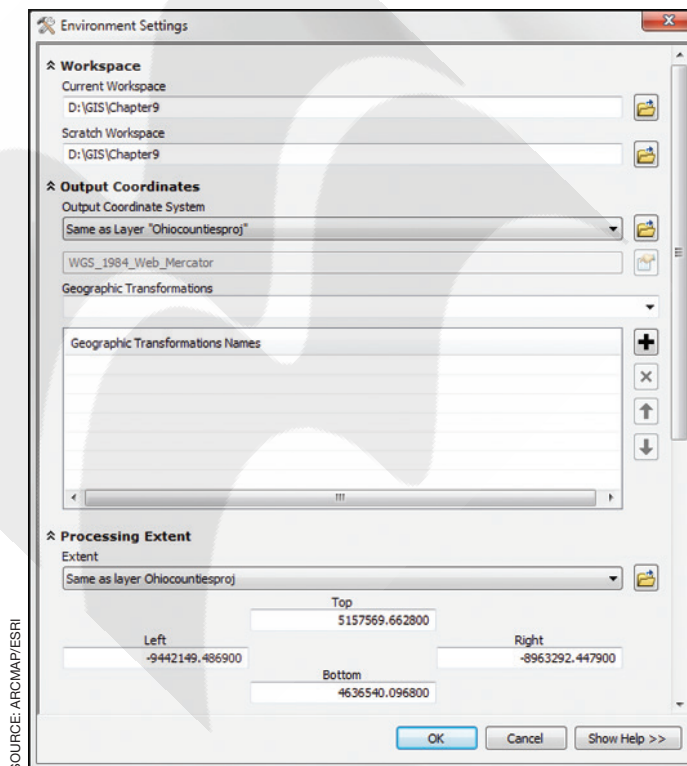 Environment Settings
Workspace
Current Workspace
D:\GIS\Chapter9
Scratch Workspace
D:\GIS\Chapter9
Output Coordinates
Output Coordinate System
Same as Layer "Ohiocountiesproj"
WGS_1984_Web_Mercator
Geographic Transformations
Geographic Transformations Names
Processing Extent
Extent
Same as layer Ohiocountiesproj
Top
5157569.662800
Left
Right
-9442149.486900
-8963292.447900
Bottom
4636540.096800
OK
Cancel
Show Help >>
SOURCE: ARCMAP/ESRI